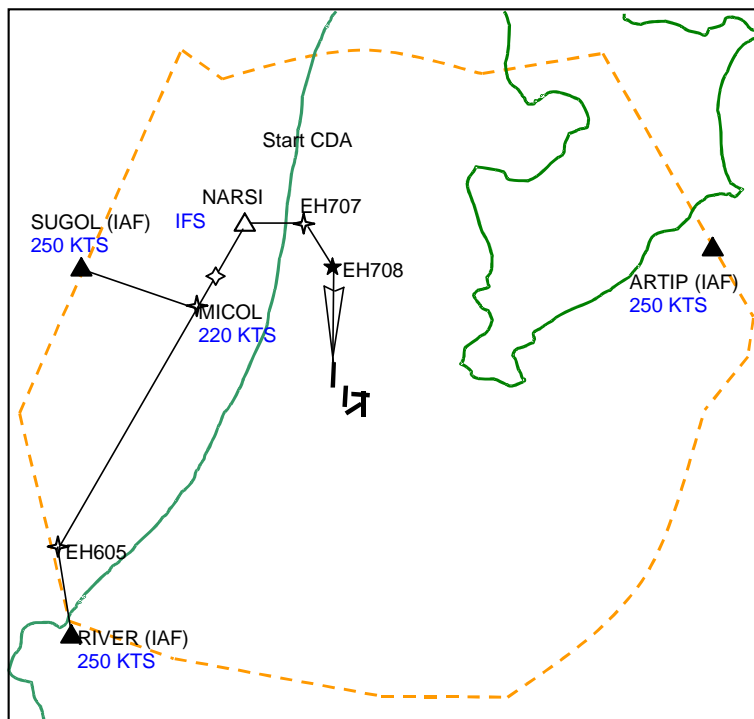 Start CDA
NARSI
EH707
SUGOL (IAF)
IFS
250 KTS
EH708
ARTIP (IAF)
250 KTS
MICOL
220 KTS
EH605
RIVER (IAF)
250 KTS